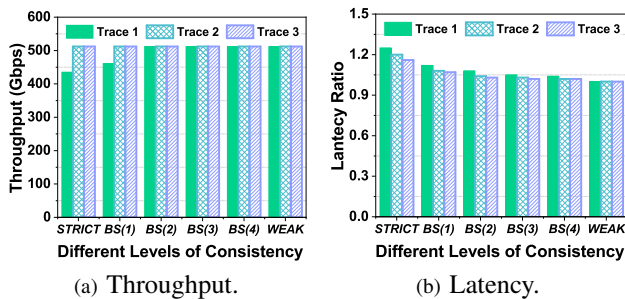 Trace 1 Trace 2 Trace 3
600
500
400
300
200
100
0
Throughput (Gbps)
STRICT BS(1) BS(2) BS(3) BS(4) WEAK
Different Levels of Consistency
(a) Throughput.
Trace 1 Trace 2 Trace 3
1.5
1.2
0.9
0.6
0.3
0.0
Lantecy Ratio
STRICT BS(1) BS(2) BS(3) BS(4) WEAK
Different Levels of Consistency
(b) Latency.